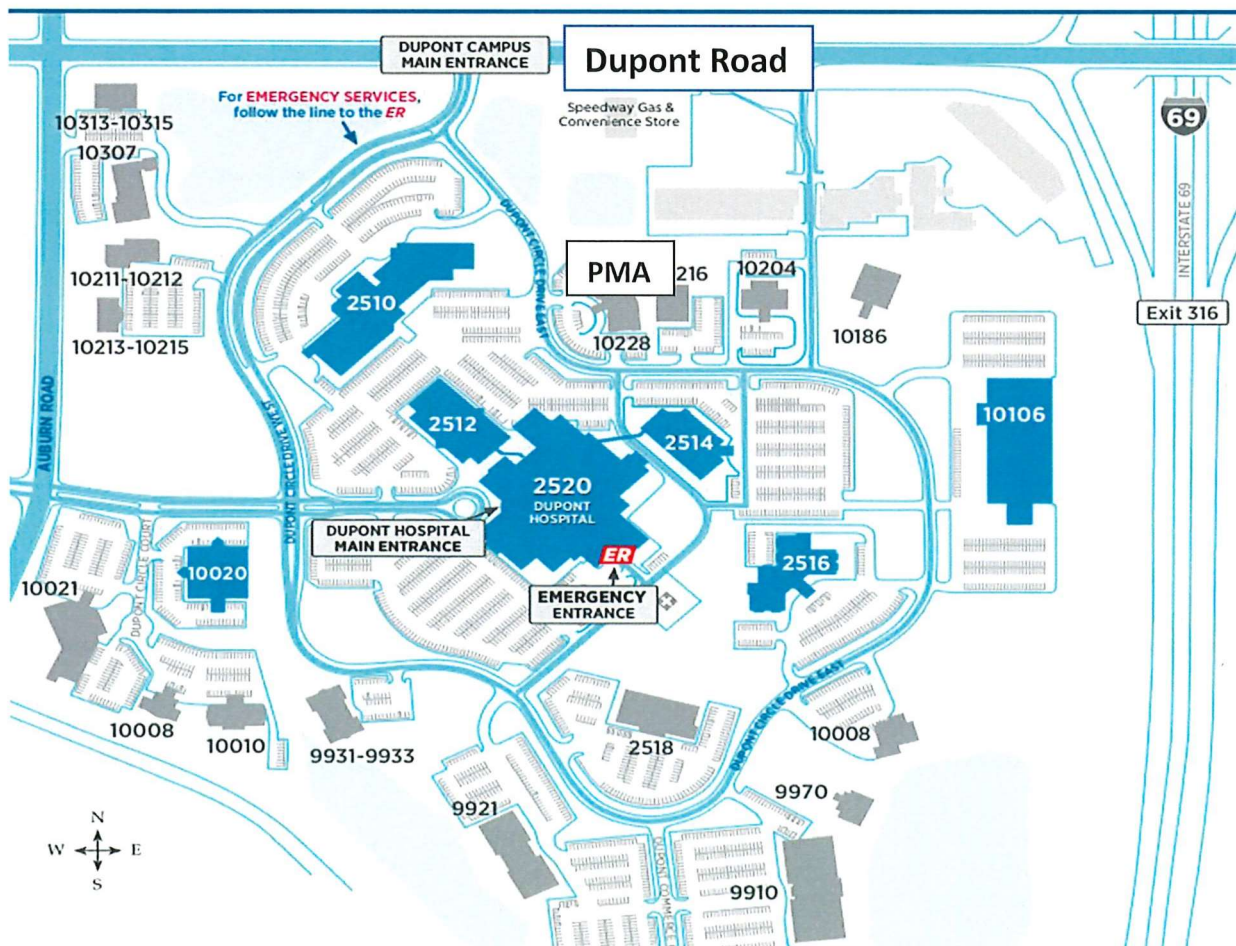 DUPONT CAMPUS
MAIN ENTRANCE
Dupont Road
For EMERGENCY SERVICES,
follow the line to the ER
Speedway Gas &
Convenience Store
69
INTERSTATE 69
Exit 316
10313-10315
10307
DUPONT CIRCLE DRIVE EAST
PMA
216
10204
10211-10212
2510
10228
10186
10213-10215
AUBURN ROAD
DUPONT CIRCLE DRIVE WEST
2512
2514
10106
2520
DUPONT
HOSPITAL
DUPONT HOSPITAL
MAIN ENTRANCE
ER
EMERGENCY
ENTRANCE
2516
10020
10021
DUPONT CIRCLE COURT
DUPONT CIRCLE DRIVE EAST
10008
10010
9931-9933
2518
10008
9921
9970
DUPONT COMMERCE
9910
N
W E
S